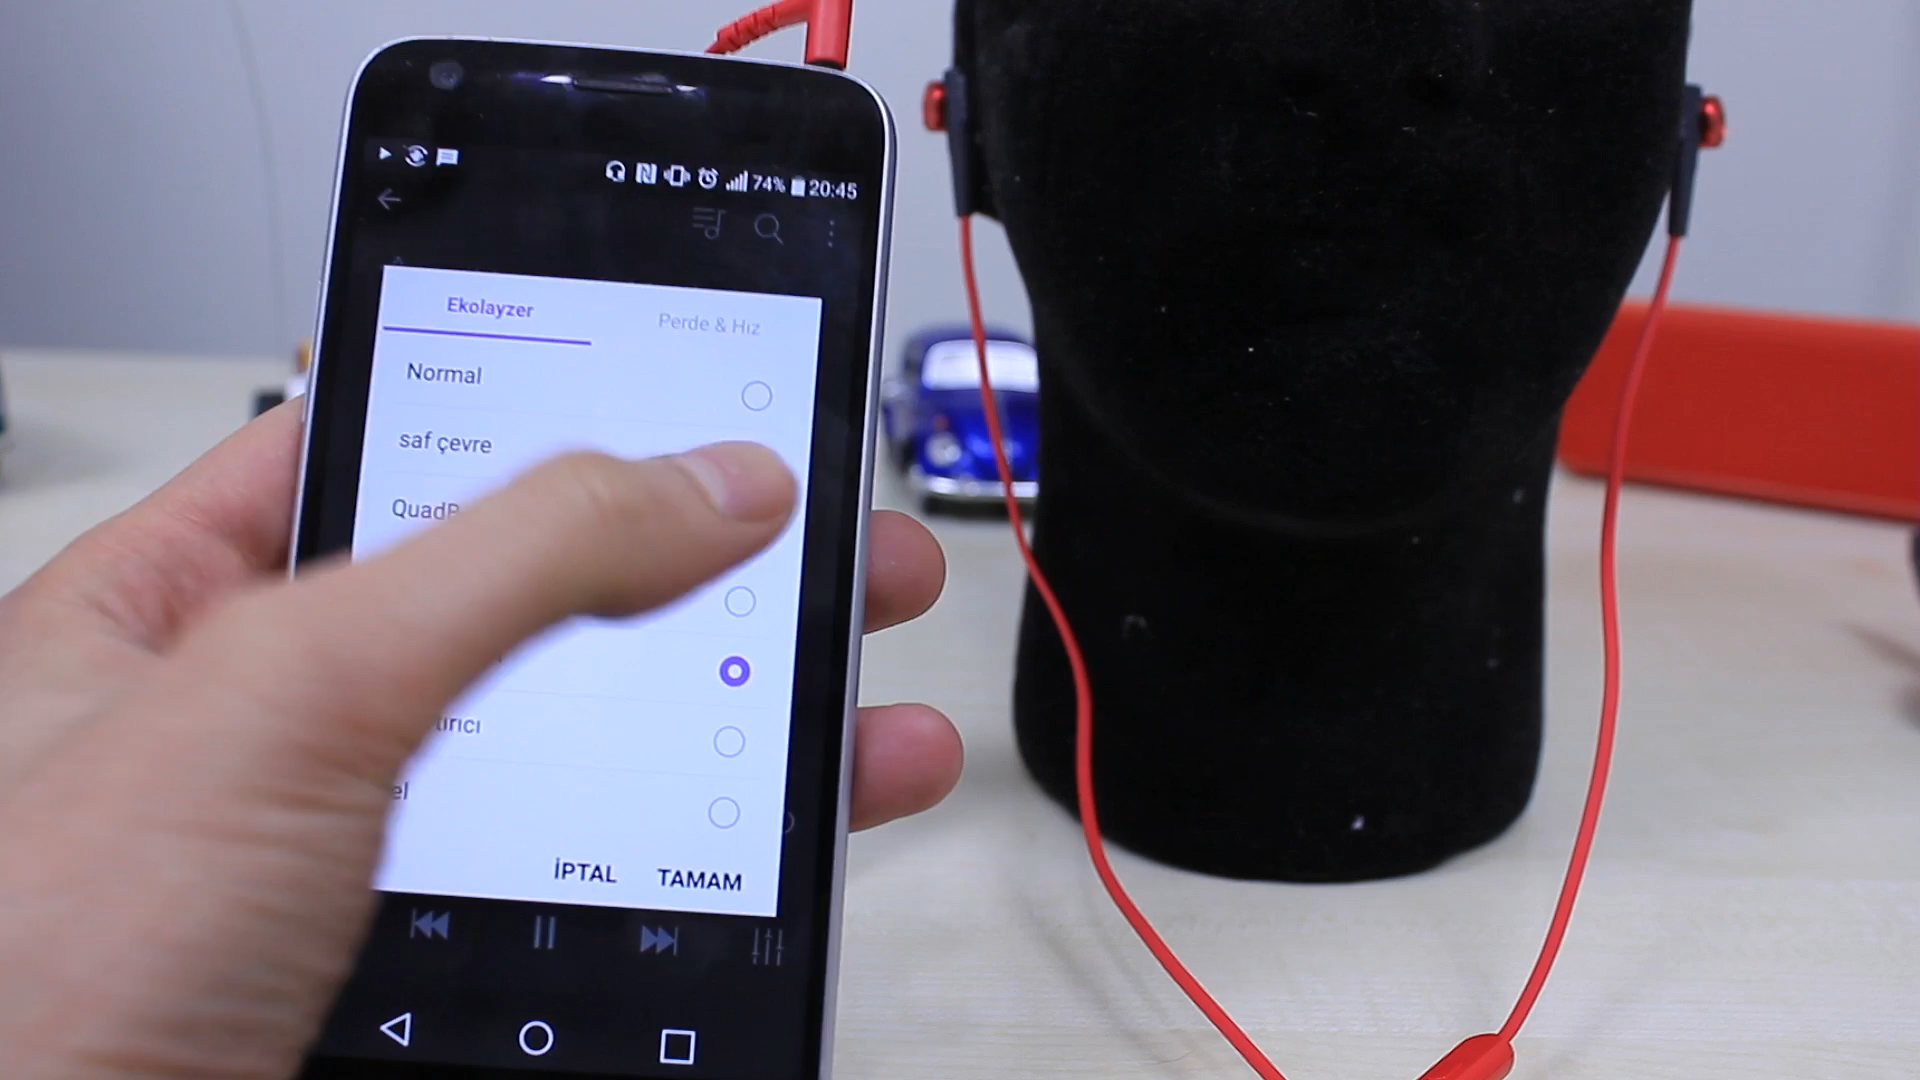 74% 20:45
Ekolayzer Perde & Hız
Normal
saf çevre
İPTAL TAMAM